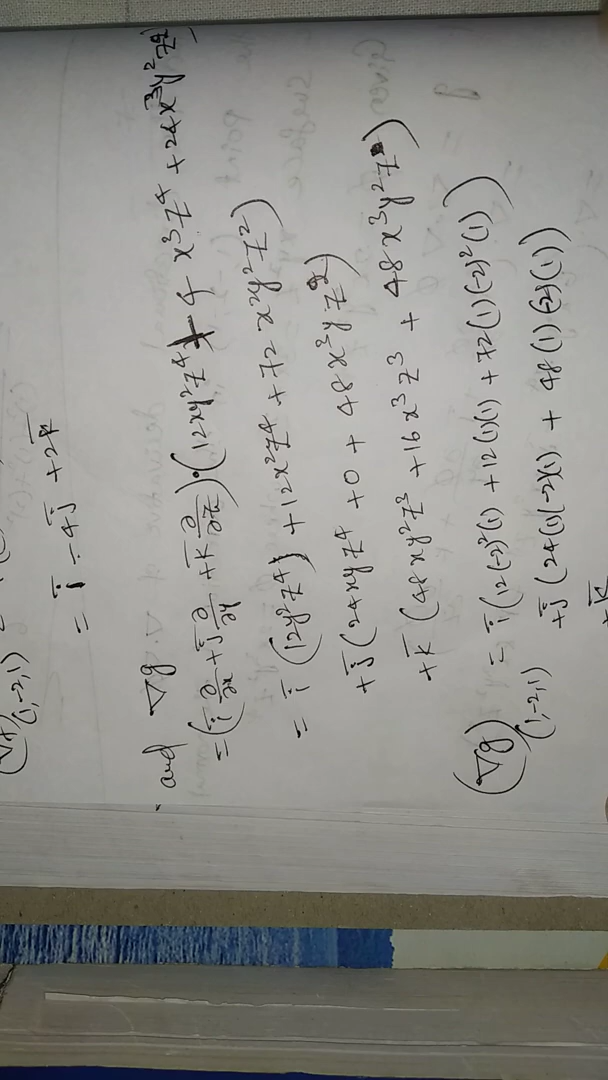 (∇f)(1,-2,1)
= i̅ - 4j̅ + 2k̅
and ∇g
= (i̅ ∂/∂x + j̅ ∂/∂y + k̅ ∂/∂z)·(12xy²z⁴ + 4x³z⁴ + 24x³y²z²)
= i̅ (12y²z⁴) + 12x²z⁴ + 72x²y²z²)
+ j̅ (24xyz⁴ + 0 + 48x³yz²)
+ k̅ (48xy²z³ + 16x³z³ + 48x³y²z)
(∇g)(1,-2,1) = i̅ (12(-2)²(1) + 12(1)(1) + 72(1)(-2)²(1))
+ j̅ (24(1)(-2)(1) + 48(1)(-2)(1))
+ k̅